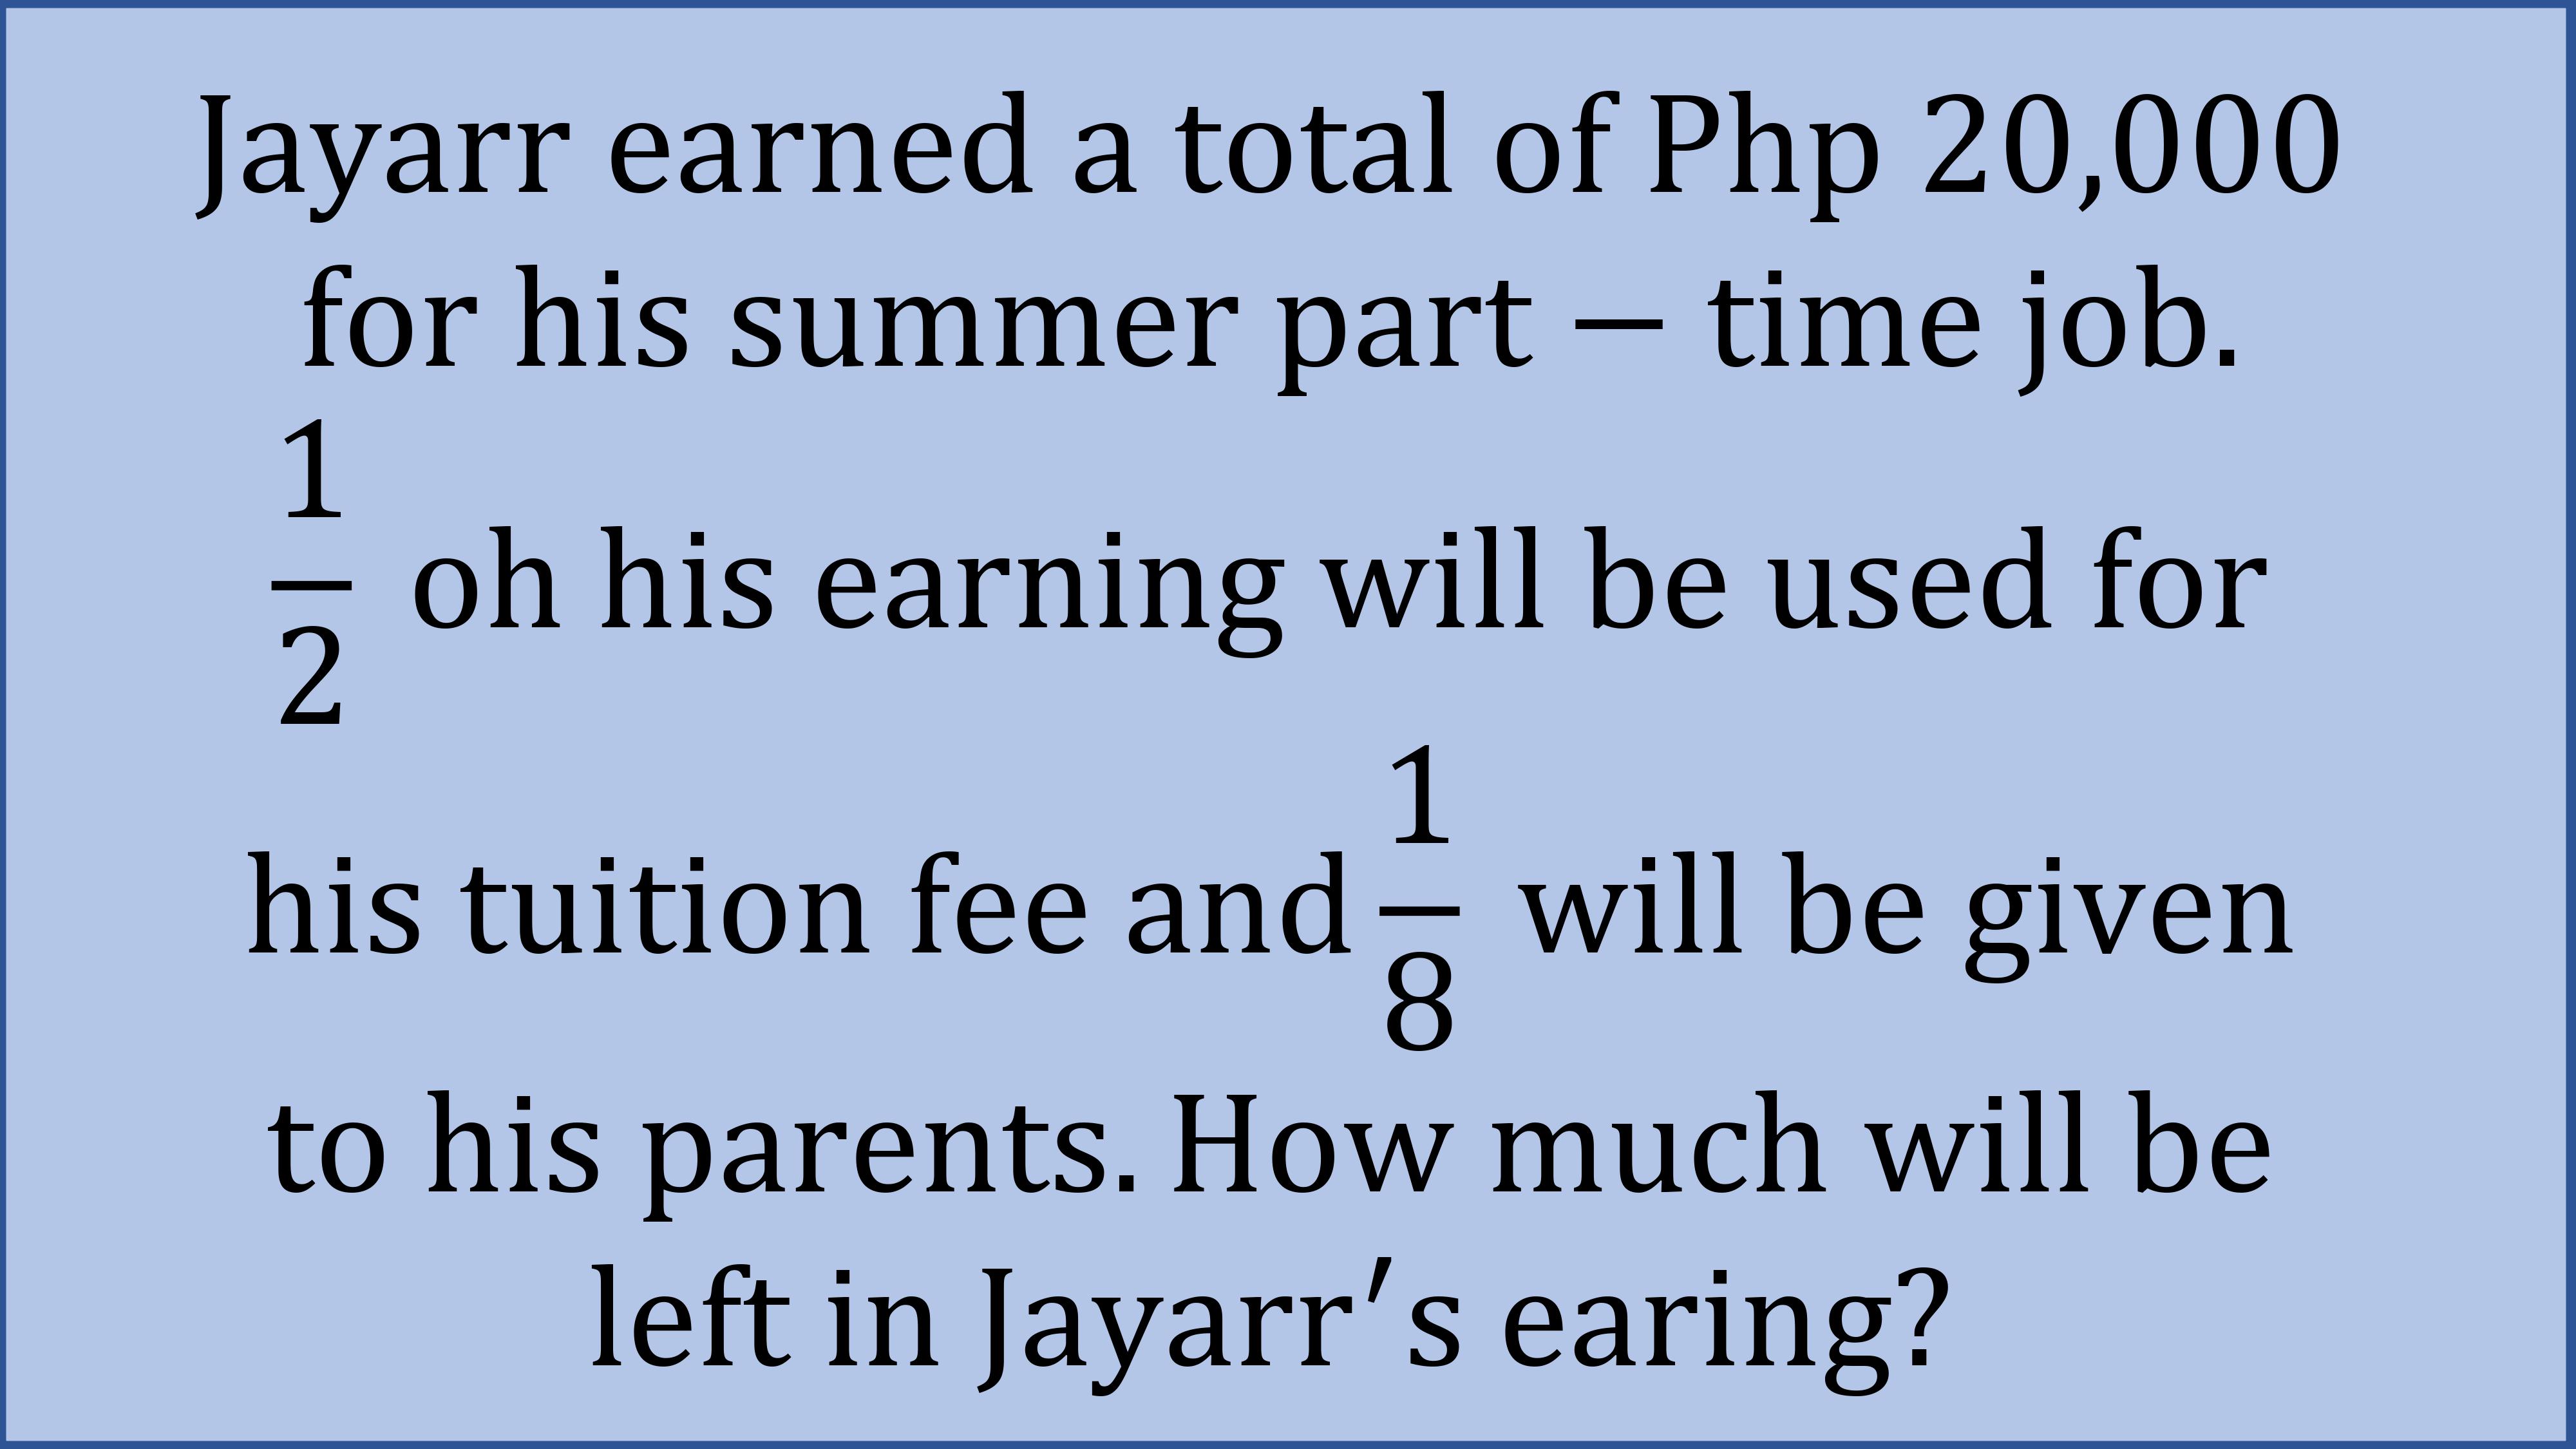 Jayarr earned a total of Php 20,000
for his summer part − time job.
1/2 oh his earning will be used for
his tuition fee and 1/8 will be given
to his parents. How much will be
left in Jayarr′s earing?